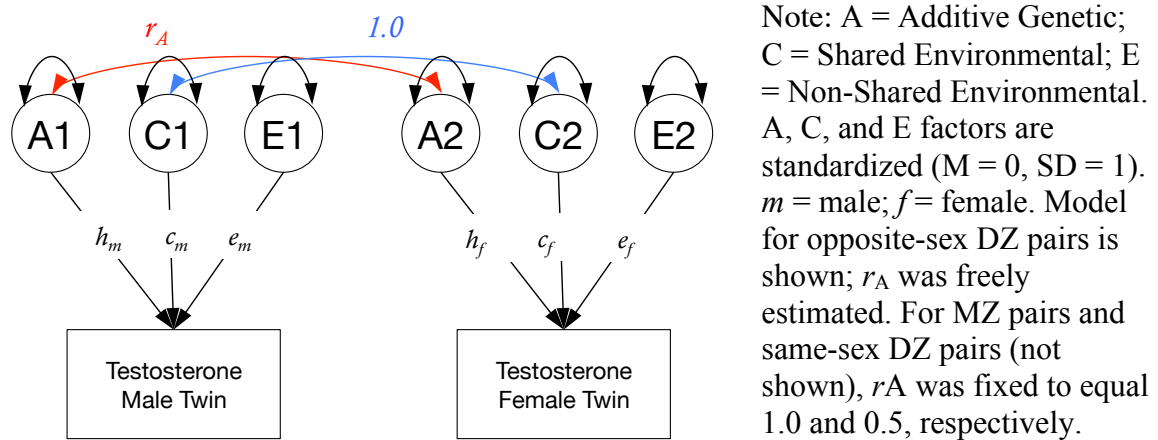 r_A
1.0
A1 C1 E1 A2 C2 E2
h_m c_m e_m h_f c_f e_f
Testosterone
Male Twin
Testosterone
Female Twin
Note: A = Additive Genetic;
C = Shared Environmental; E
= Non-Shared Environmental.
A, C, and E factors are
standardized (M = 0, SD = 1).
m = male; f = female. Model
for opposite-sex DZ pairs is
shown; r_A was freely
estimated. For MZ pairs and
same-sex DZ pairs (not
shown), rA was fixed to equal
1.0 and 0.5, respectively.